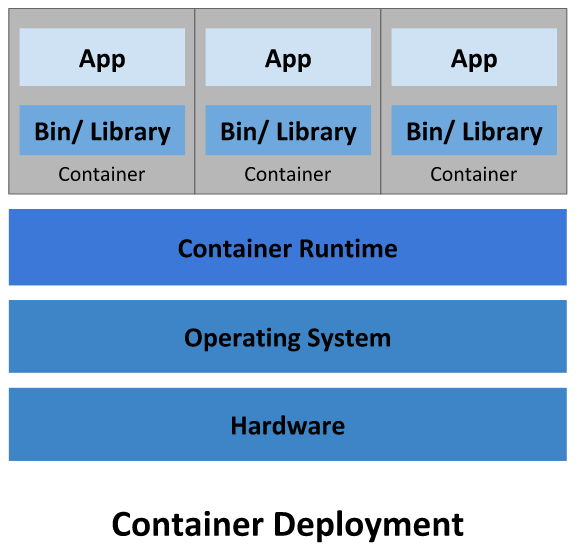 App App App
Bin/ Library Bin/ Library Bin/ Library
Container Container Container
Container Runtime
Operating System
Hardware
Container Deployment